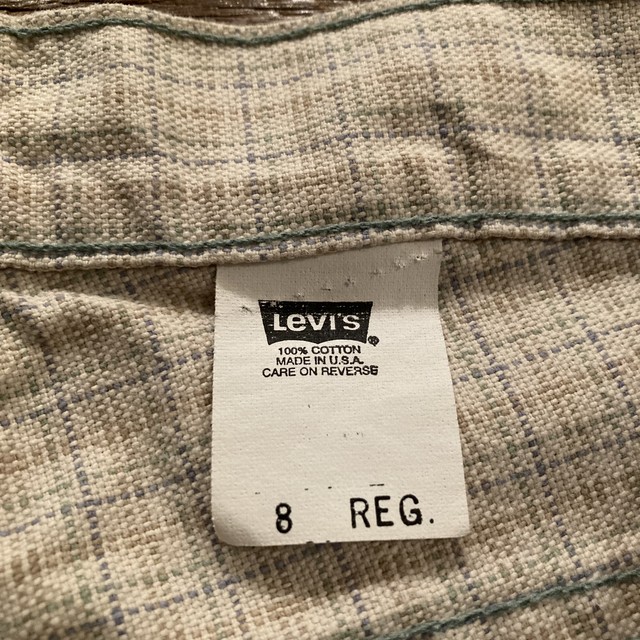 Levi's
®
100% COTTON
MADE IN U.S.A.
CARE ON REVERSE
8 REG.